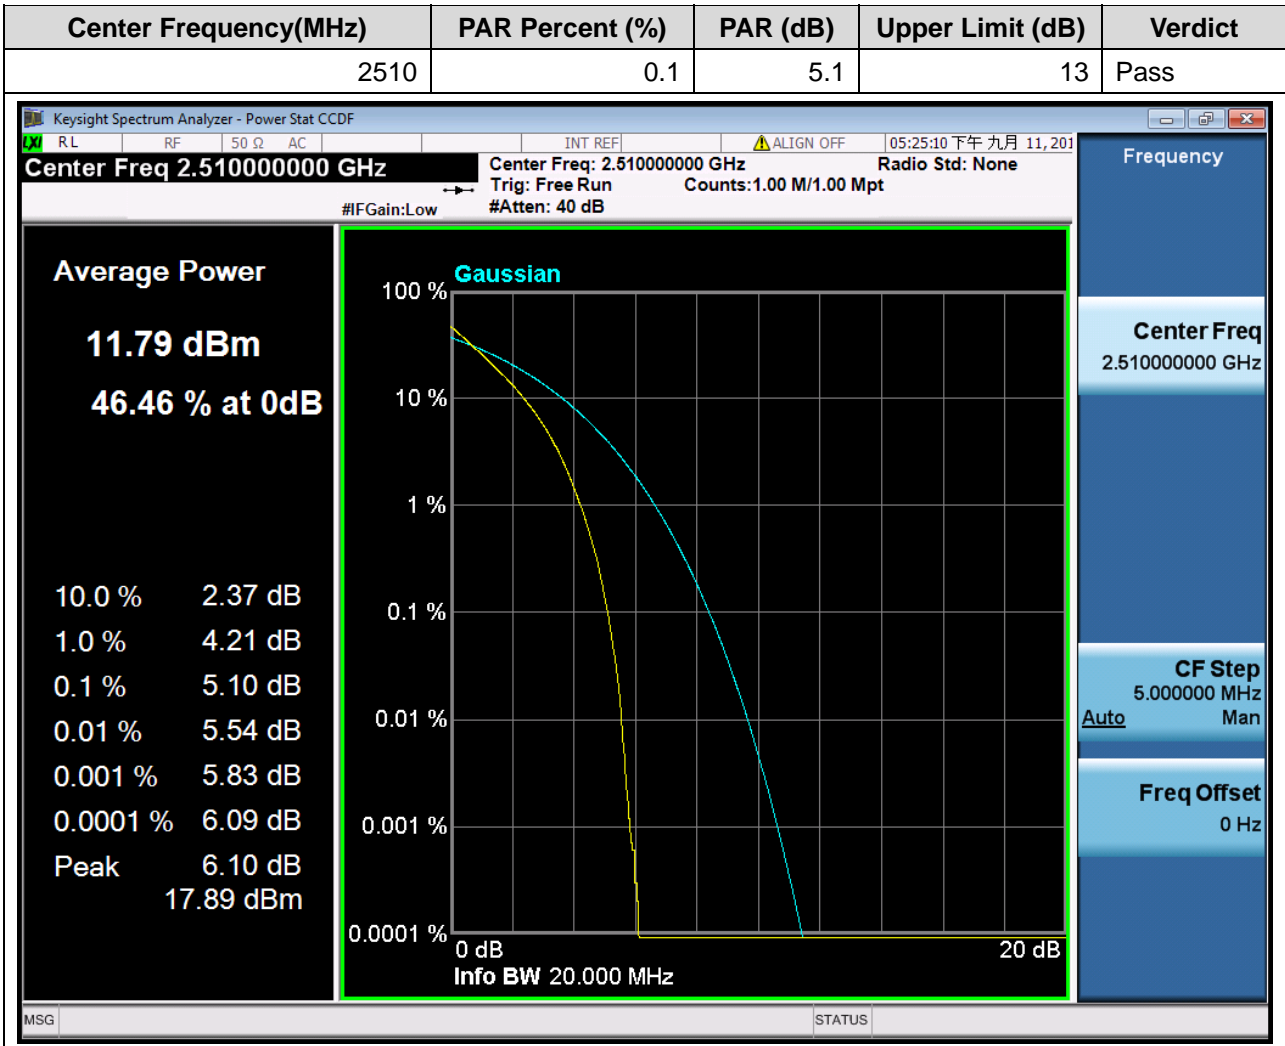 Center Frequency(MHz) PAR Percent (%) PAR (dB) Upper Limit (dB) Verdict
2510 0.1 5.1 13 Pass
Keysight Spectrum Analyzer - Power Stat CCDF
LXI RL RF 50 Ω AC INT REF ALIGN OFF 05:25:10 下午 九月 11, 201
Center Freq 2.510000000 GHz
Center Freq: 2.510000000 GHz Radio Std: None
Trig: Free Run Counts:1.00 M/1.00 Mpt
#IFGain:Low #Atten: 40 dB
Average Power
11.79 dBm
46.46 % at 0dB
10.0 % 2.37 dB
1.0 % 4.21 dB
0.1 % 5.10 dB
0.01 % 5.54 dB
0.001 % 5.83 dB
0.0001 % 6.09 dB
Peak 6.10 dB
17.89 dBm
Gaussian
100 %
10 %
1 %
0.1 %
0.01 %
0.001 %
0.0001 %
0 dB 20 dB
Info BW 20.000 MHz
Frequency
Center Freq
2.510000000 GHz
CF Step
5.000000 MHz
Auto Man
Freq Offset
0 Hz
MSG STATUS